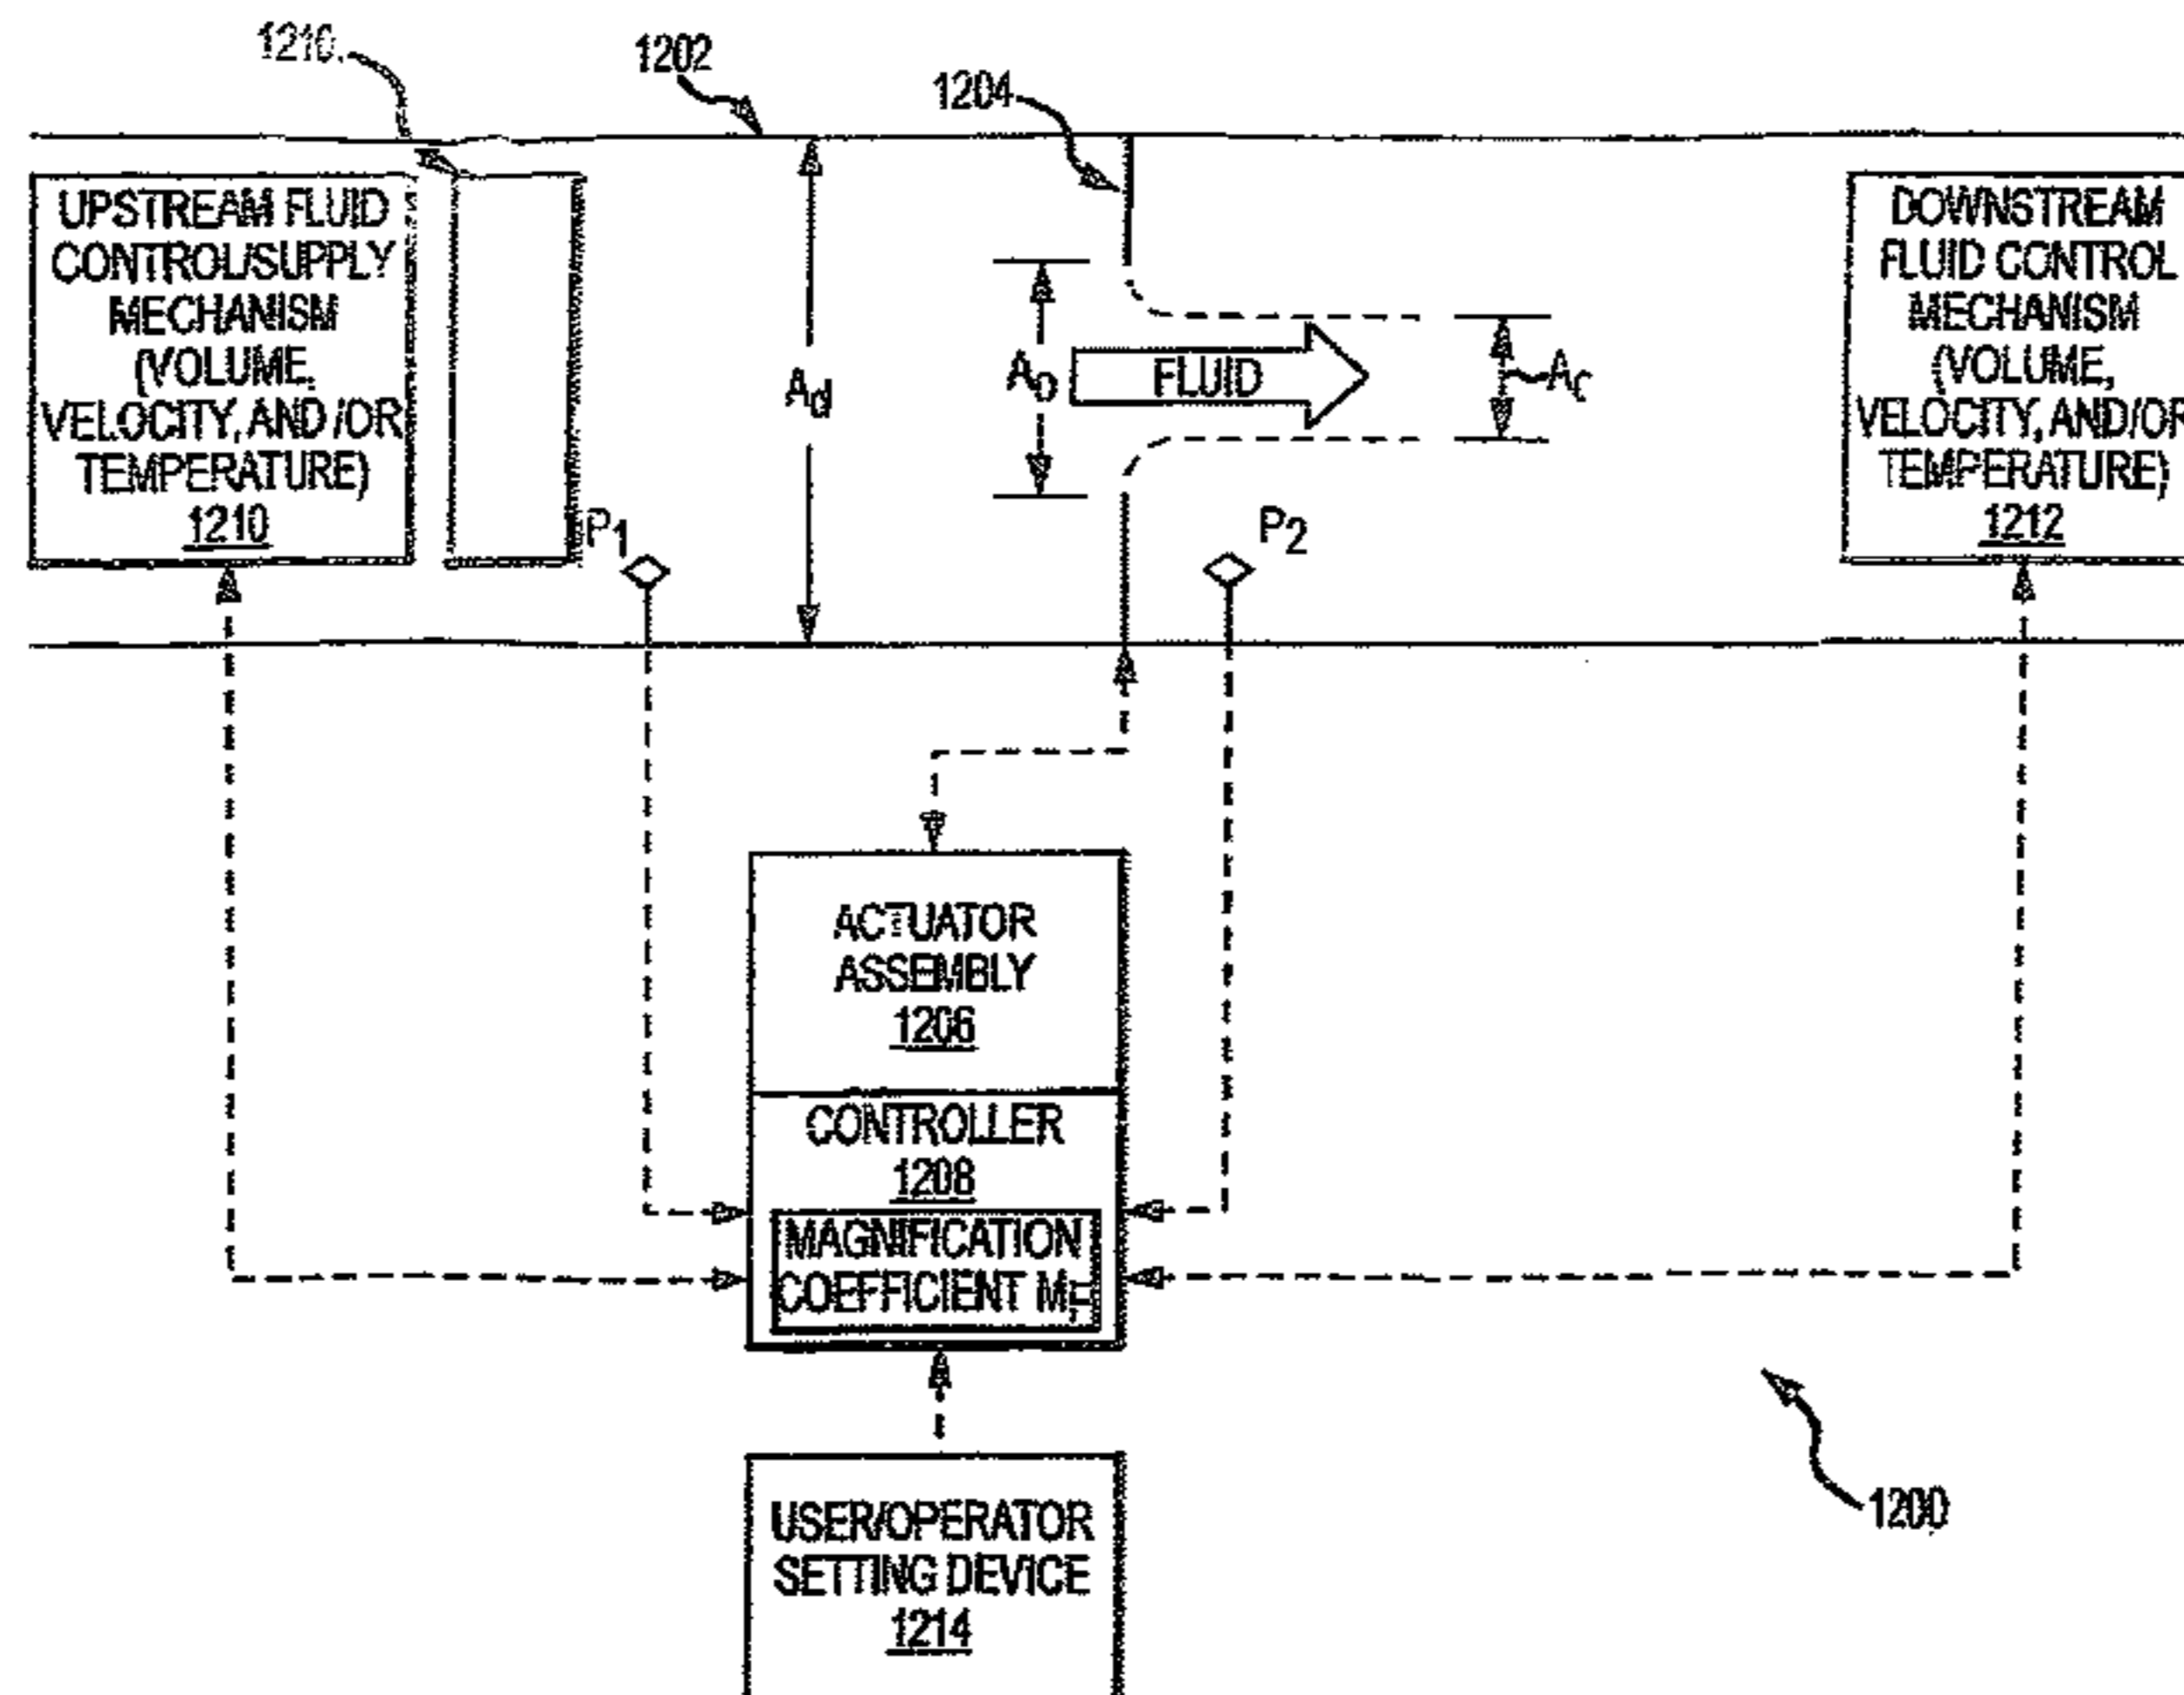 1210.
1202
1204
UPSTREAM FLUID
CONTROL/SUPPLY
MECHANISM
(VOLUME,
VELOCITY, AND /OR
TEMPERATURE)
1210
P1
Ad
Ao
FLUID
Ac
P2
DOWNSTREAM
FLUID CONTROL
MECHANISM
(VOLUME,
VELOCITY, AND/OR
TEMPERATURE)
1212
ACTUATOR
ASSEMBLY
1206
CONTROLLER
1208
MAGNIFICATION
COEFFICIENT MF
USER/OPERATOR
SETTING DEVICE
1214
1200